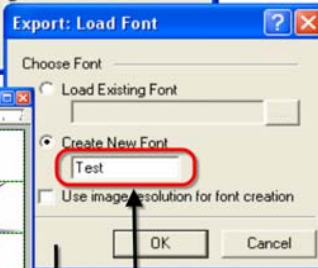 Export: Load Font
Choose Font
Load Existing Font
...
Create New Font
Test
Use image resolution for font creation
OK
Cancel